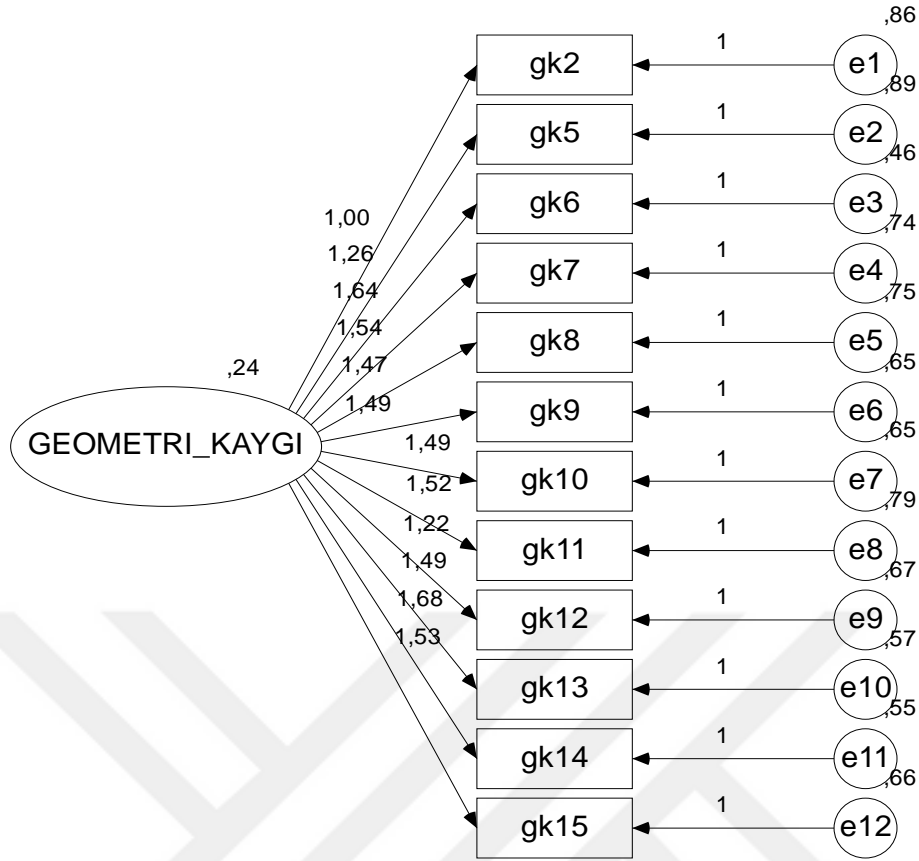 ,86
1
gk2
e1
,89
1
gk5
e2
,46
1
gk6
e3
1,00
,74
1,26
1
gk7
e4
1,64
,75
1,54
1
gk8
e5
,24
1,47
,65
1
gk9
e6
1,49
,65
GEOMETRI_KAYGI
1,49
1
gk10
e7
1,52
,79
1
gk11
e8
1,22
,67
1,49
1
gk12
e9
1,68
,57
1,53
1
gk13
e10
,55
1
gk14
e11
,66
1
gk15
e12